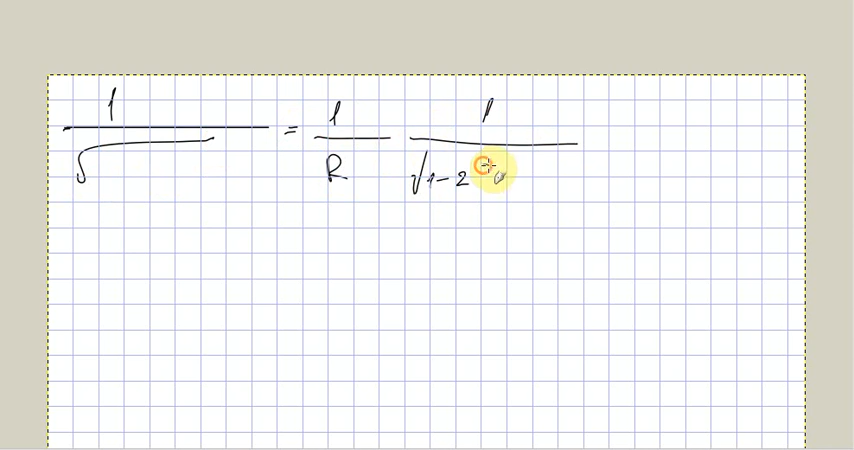 1/√ = 1/R 1/√1-2